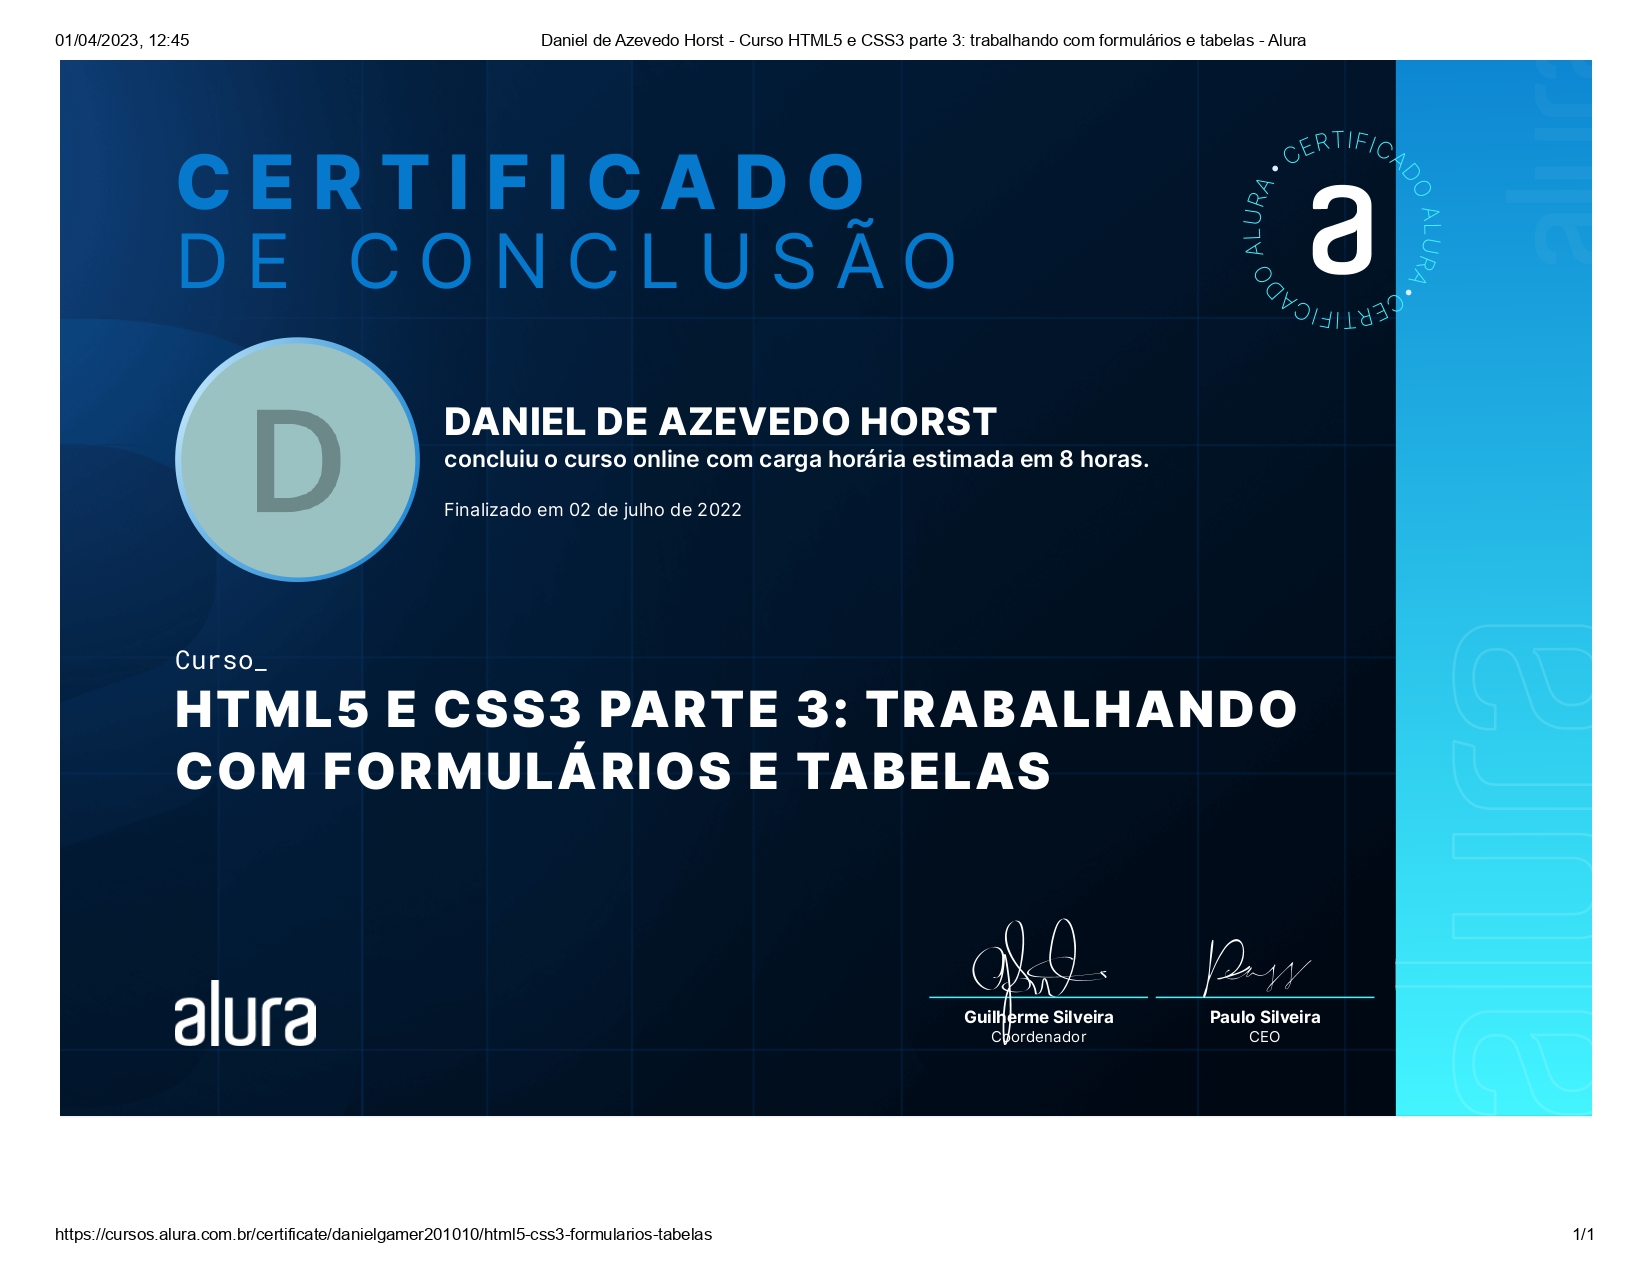 01/04/2023, 12:45
Daniel de Azevedo Horst - Curso HTML5 e CSS3 parte 3: trabalhando com formulários e tabelas - Alura
CERTIFICADO
DE CONCLUSÃO
CERTIFICADO ALURA • CERTIFICADO ALURA •
a
alura
D
DANIEL DE AZEVEDO HORST
concluiu o curso online com carga horária estimada em 8 horas.
Finalizado em 02 de julho de 2022
Curso_
HTML5 E CSS3 PARTE 3: TRABALHANDO
COM FORMULÁRIOS E TABELAS
alura
alura
Guilherme Silveira
Coordenador
Paulo Silveira
CEO
https://cursos.alura.com.br/certificate/danielgamer201010/html5-css3-formularios-tabelas
1/1